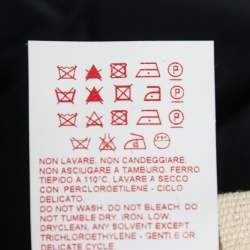 P
P
P
P
NON LAVARE. NON CANDEGGIARE.
NON ASCIUGARE A TAMBURO. FERRO
TIEPIDO A 110°C. LAVARE A SECCO
CON PERCLOROETILENE - CICLO
DELICATO.
DO NOT WASH. DO NOT BLEACH. DO
NOT TUMBLE DRY. IRON, LOW.
DRYCLEAN, ANY SOLVENT EXCEPT
TRICHLOROETHYLENE - GENTLE OR
DELICATE CYCLE.